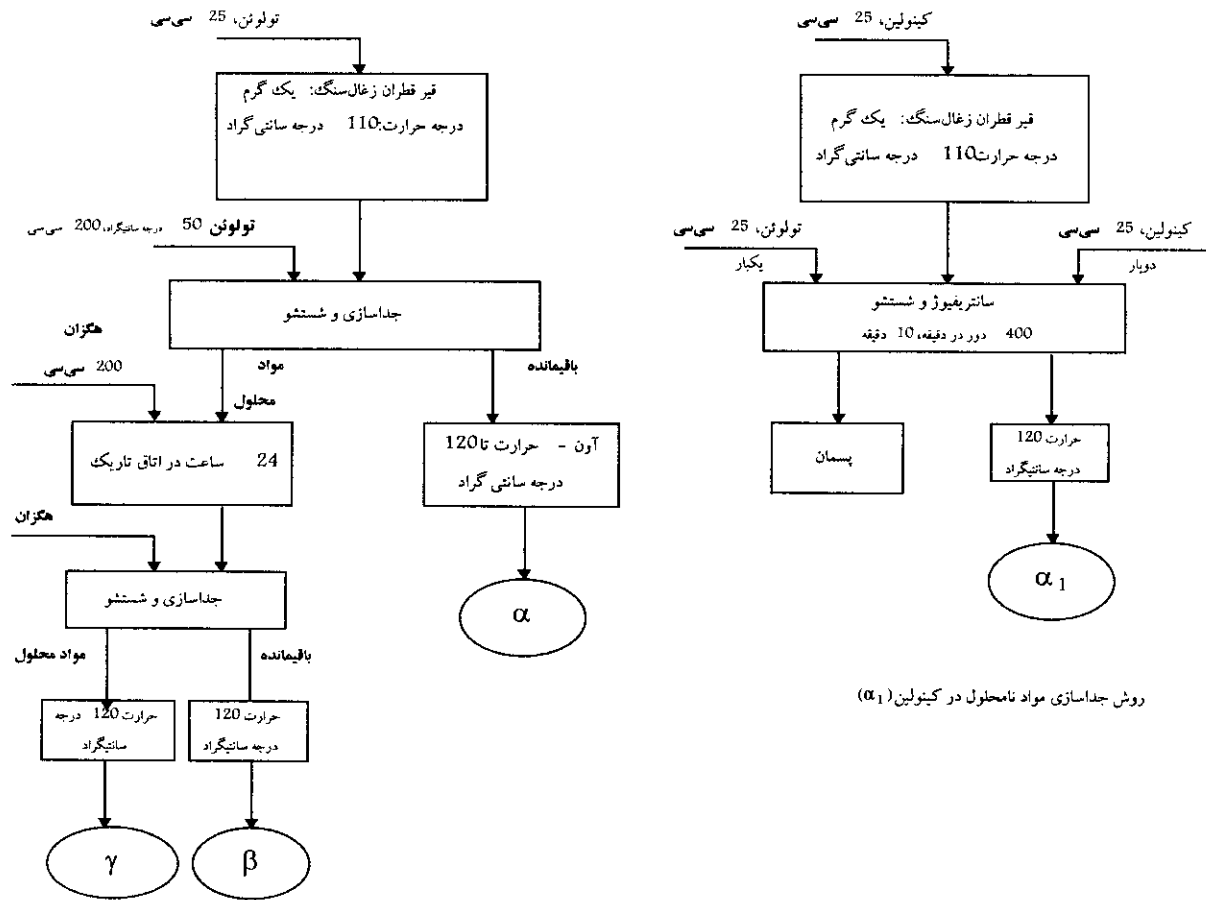 کینولین، 25 سی‌سی
قیر قطران زغال‌سنگ: یک گرم
درجه حرارت110 درجه سانتی‌گراد
کینولین، 25 سی‌سی
دوبار
تولوئن، 25 سی‌سی
یکبار
سانتریفیوژ و شستشو
400 دور در دقیقه، 10 دقیقه
پسمان
حرارت 120
درجه سانتیگراد
α1
روش جداسازی مواد نامحلول در کینولین (α1)
تولوئن، 25 سی‌سی
قیر قطران زغال‌سنگ: یک گرم
درجه حرارت:110 درجه سانتی‌گراد
تولوئن 50 درجه سانتیگراد، 200 سی‌سی
جداسازی و شستشو
باقیمانده
مواد
محلول
هگزان
200 سی‌سی
آون - حرارت تا 120
درجه سانتی گراد
α
24 ساعت در اتاق تاریک
هگزان
جداسازی و شستشو
باقیمانده
مواد محلول
حرارت 120
درجه سانتیگراد
حرارت 120 درجه
سانتیگراد
β
γ